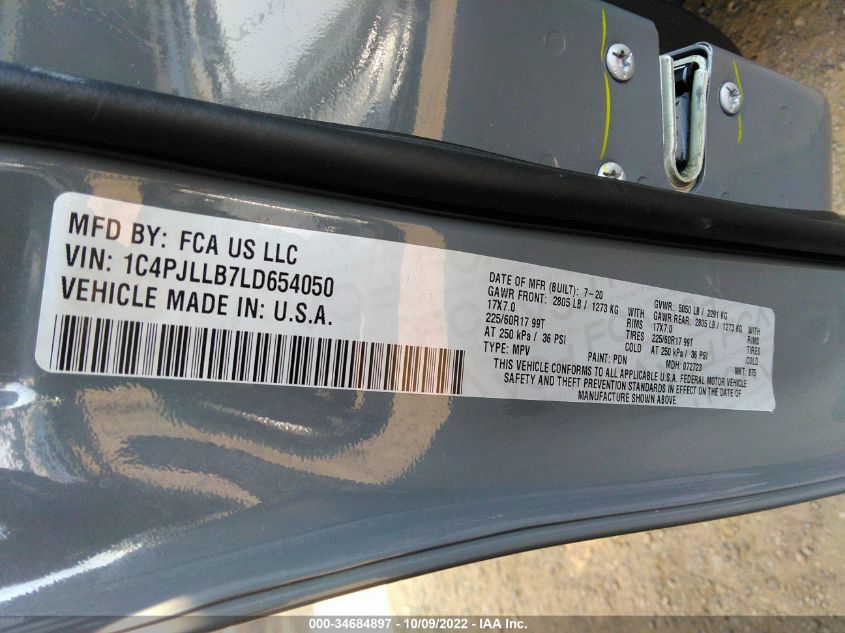 MFD BY: FCA US LLC
VIN: 1C4PJLLB7LD654050
VEHICLE MADE IN: U.S.A.
DATE OF MFR (BUILT): 7-20
GVWR: 5050 LB / 2291 KG
GAWR FRONT: 2805 LB / 1273 KG WITH
GAWR REAR: 2805 LB / 1273 KG WITH
17X7.0 RIMS
17X7.0 RIMS
225/60R17 99T TIRES
225/60R17 99T TIRES
AT 250 kPa / 36 PSI COLD
AT 250 kPa / 36 PSI COLD
TYPE: MPV PAINT: PDN MDH: 072723 MKT: B75
THIS VEHICLE CONFORMS TO ALL APPLICABLE U.S.A. FEDERAL MOTOR VEHICLE
SAFETY AND THEFT PREVENTION STANDARDS IN EFFECT ON THE DATE OF
MANUFACTURE SHOWN ABOVE.
000-34684897 - 10/09/2022 - IAA Inc.